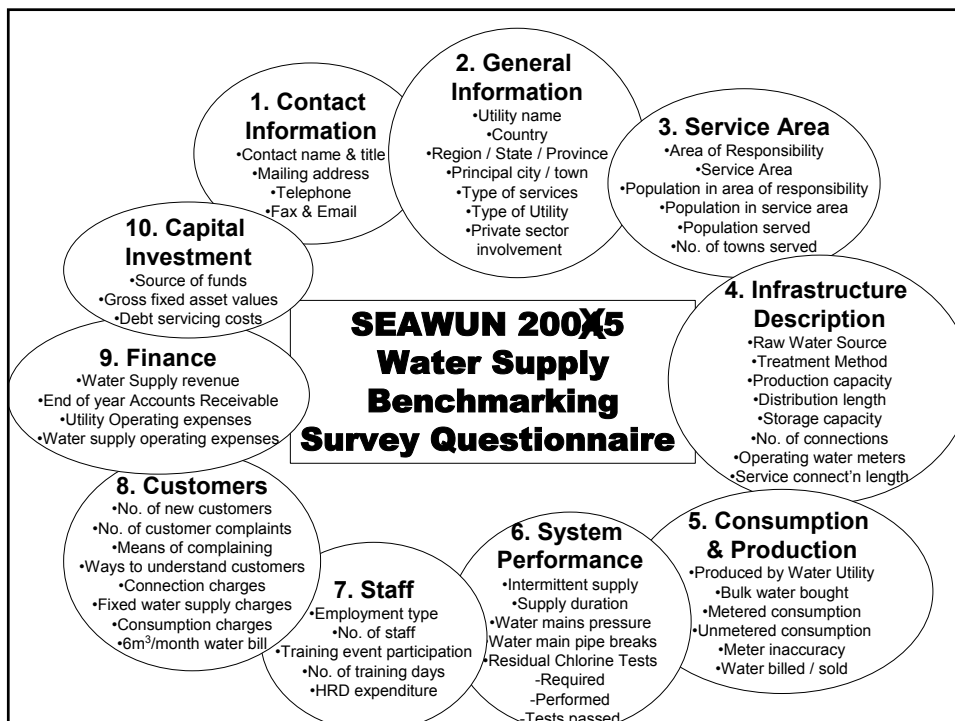 1. Contact
Information
•Contact name & title
•Mailing address
•Telephone
•Fax & Email
2. General
Information
•Utility name
•Country
•Region / State / Province
•Principal city / town
•Type of services
•Type of Utility
•Private sector
involvement
3. Service Area
•Area of Responsibility
•Service Area
•Population in area of responsibility
•Population in service area
•Population served
•No. of towns served
4. Infrastructure
Description
•Raw Water Source
•Treatment Method
•Production capacity
•Distribution length
•Storage capacity
•No. of connections
•Operating water meters
•Service connect'n length
5. Consumption
& Production
•Produced by Water Utility
•Bulk water bought
•Metered consumption
•Unmetered consumption
•Meter inaccuracy
•Water billed / sold
6. System
Performance
•Intermittent supply
•Supply duration
•Water mains pressure
•Water main pipe breaks
•Residual Chlorine Tests
-Required
-Performed
-Tests passed
7. Staff
•Employment type
•No. of staff
•Training event participation
•No. of training days
•HRD expenditure
8. Customers
•No. of new customers
•No. of customer complaints
•Means of complaining
•Ways to understand customers
•Connection charges
•Fixed water supply charges
•Consumption charges
•6m³/month water bill
9. Finance
•Water Supply revenue
•End of year Accounts Receivable
•Utility Operating expenses
•Water supply operating expenses
10. Capital
Investment
•Source of funds
•Gross fixed asset values
•Debt servicing costs
SEAWUN 200X5
Water Supply
Benchmarking
Survey Questionnaire